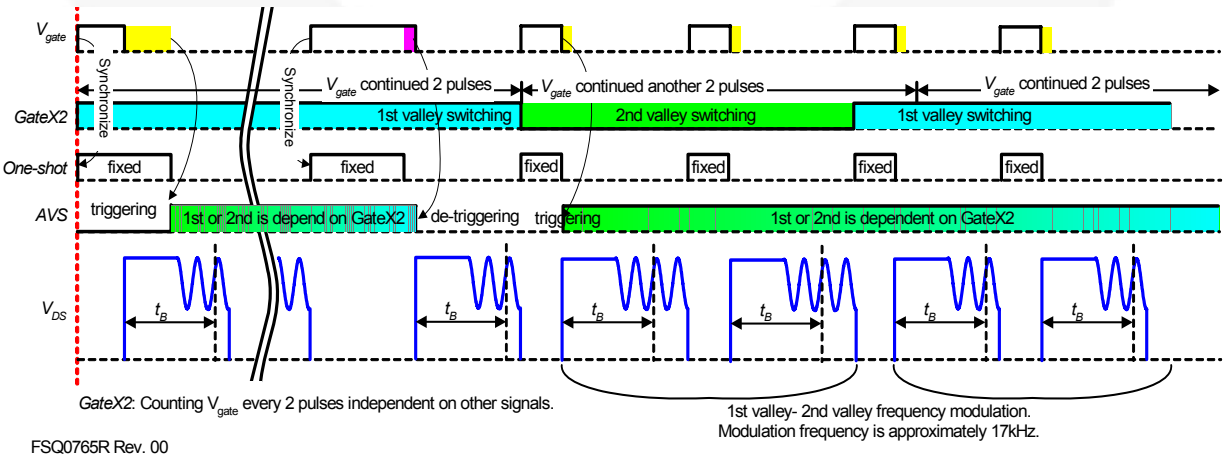 Vgate
Synchronize
Synchronize
Vgate continued 2 pulses
Vgate continued another 2 pulses
Vgate continued 2 pulses
GateX2
1st valley switching
2nd valley switching
1st valley switching
One-shot
fixed
fixed
fixed
fixed
fixed
fixed
AVS
triggering
1st or 2nd is depend on GateX2
de-triggering
triggering
1st or 2nd is dependent on GateX2
VDS
tB
tB
tB
tB
tB
tB
GateX2: Counting Vgate every 2 pulses independent on other signals.
1st valley- 2nd valley frequency modulation.
Modulation frequency is approximately 17kHz.
FSQ0765R Rev. 00